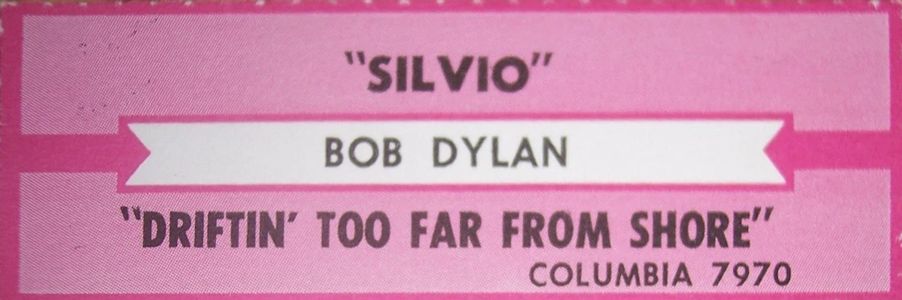 "SILVIO"
BOB DYLAN
"DRIFTIN' TOO FAR FROM SHORE"
COLUMBIA 7970